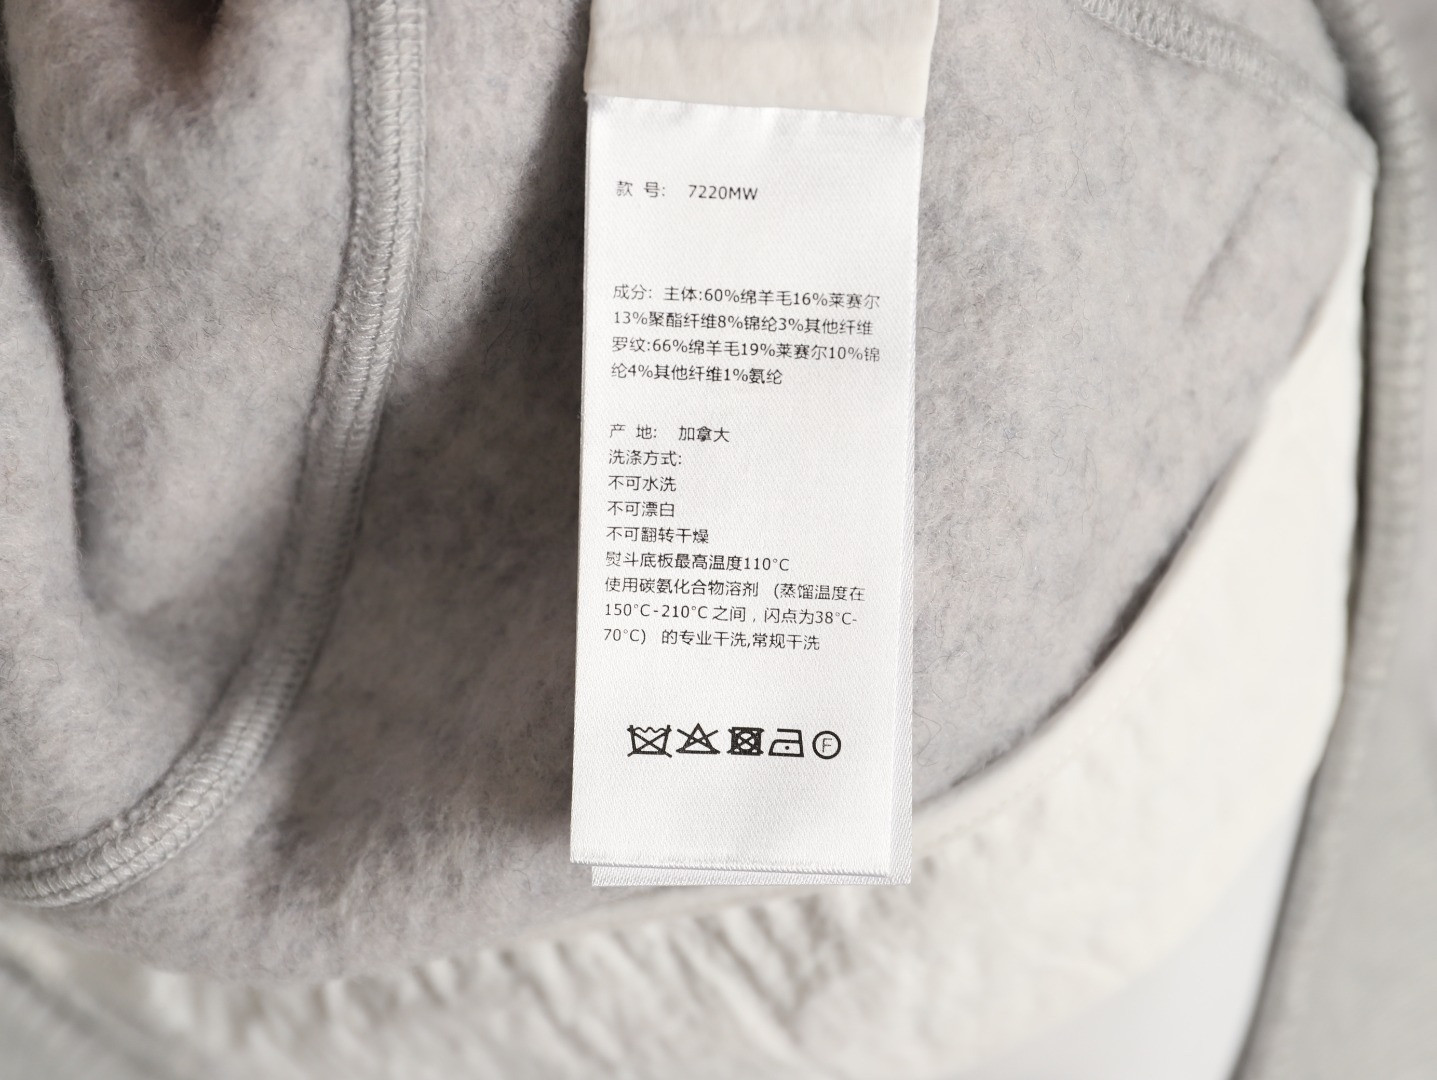 款 号: 7220MW
成分: 主体:60%绵羊毛16%莱赛尔
13%聚酯纤维8%锦纶3%其他纤维
罗纹:66%绵羊毛19%莱赛尔10%锦
纶4%其他纤维1%氨纶
产 地: 加拿大
洗涤方式:
不可水洗
不可漂白
不可翻转干燥
熨斗底板最高温度110°C
使用碳氨化合物溶剂 (蒸馏温度在
150°C-210°C 之间，闪点为38°C-
70°C) 的专业干洗,常规干洗
F